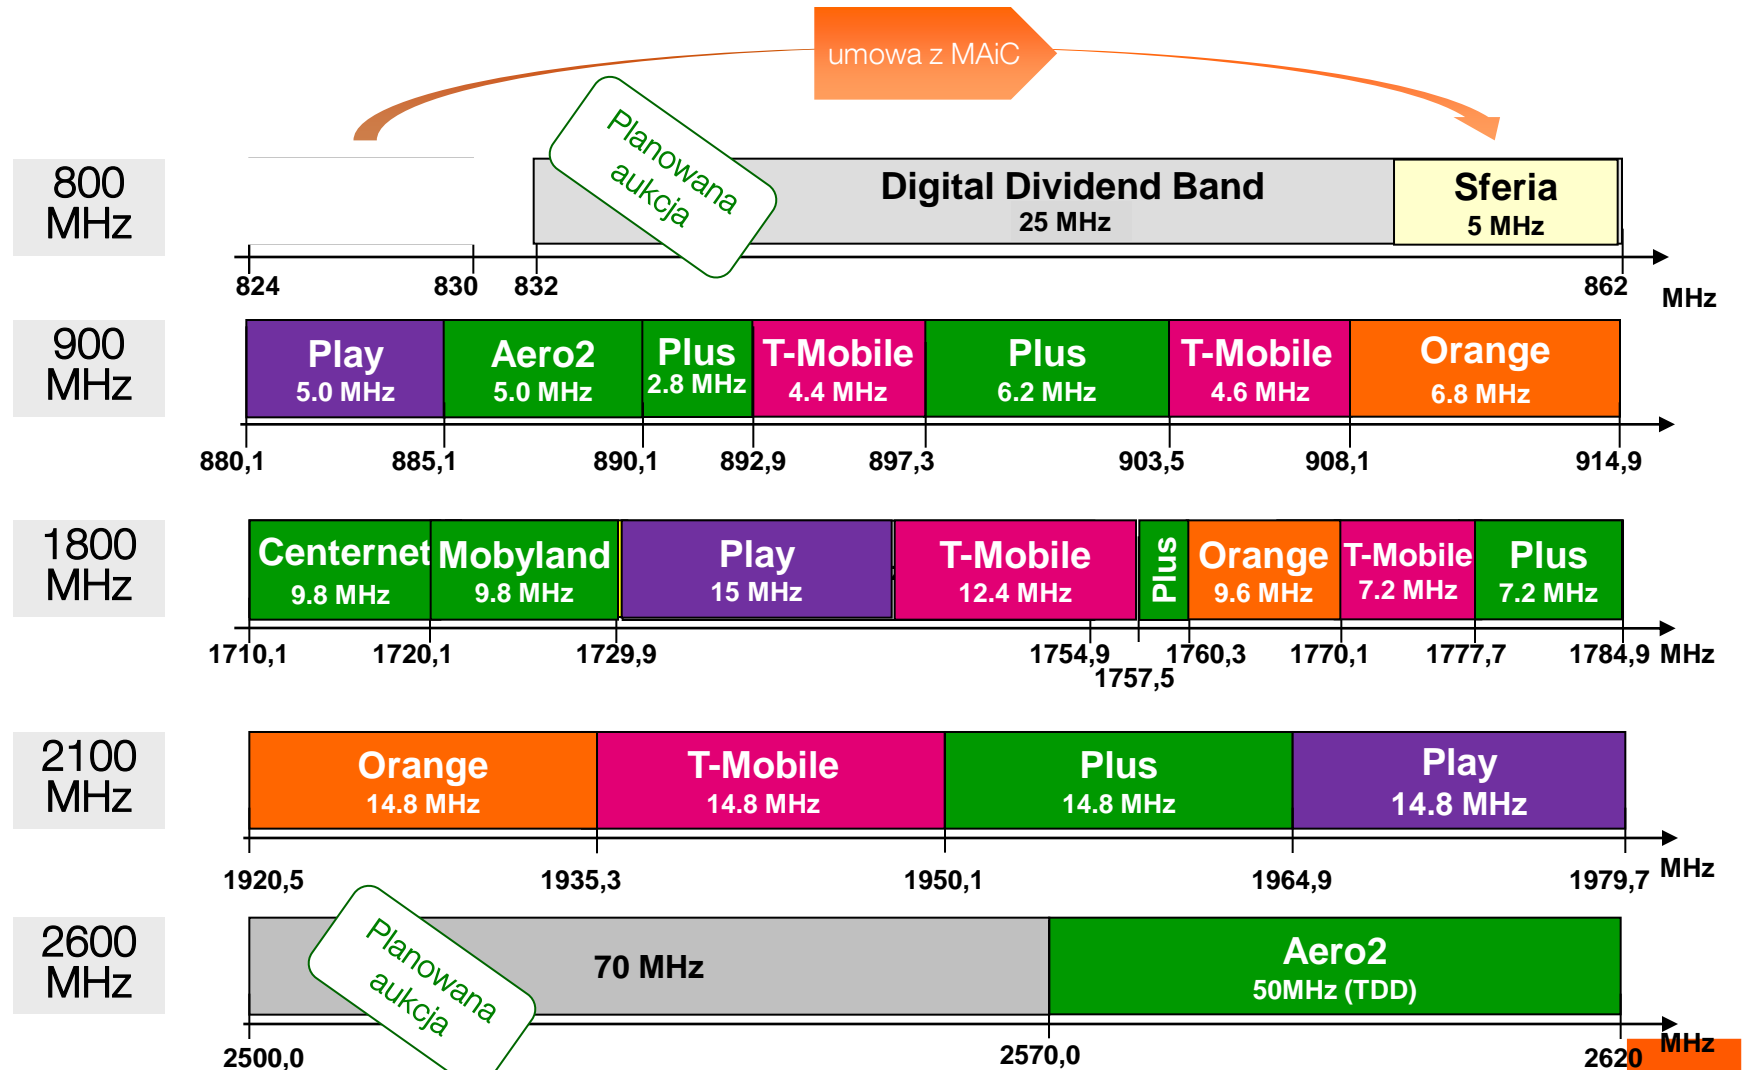 umowa z MAiC
800
MHz
Planowana
aukcja
Digital Dividend Band
25 MHz
Sferia
5 MHz
824
830
832
862
MHz
900
MHz
Play
5.0 MHz
Aero2
5.0 MHz
Plus
2.8 MHz
T-Mobile
4.4 MHz
Plus
6.2 MHz
T-Mobile
4.6 MHz
Orange
6.8 MHz
880,1
885,1
890,1
892,9
897,3
903,5
908,1
914,9
1800
MHz
Centernet
9.8 MHz
Mobyland
9.8 MHz
Play
15 MHz
T-Mobile
12.4 MHz
Plus
Orange
9.6 MHz
T-Mobile
7.2 MHz
Plus
7.2 MHz
1710,1
1720,1
1729,9
1754,9
1757,5
1760,3
1770,1
1777,7
1784,9
MHz
2100
MHz
Orange
14.8 MHz
T-Mobile
14.8 MHz
Plus
14.8 MHz
Play
14.8 MHz
1920,5
1935,3
1950,1
1964,9
1979,7
MHz
2600
MHz
Planowana
aukcja
70 MHz
Aero2
50MHz (TDD)
2500,0
2570,0
2620
MHz